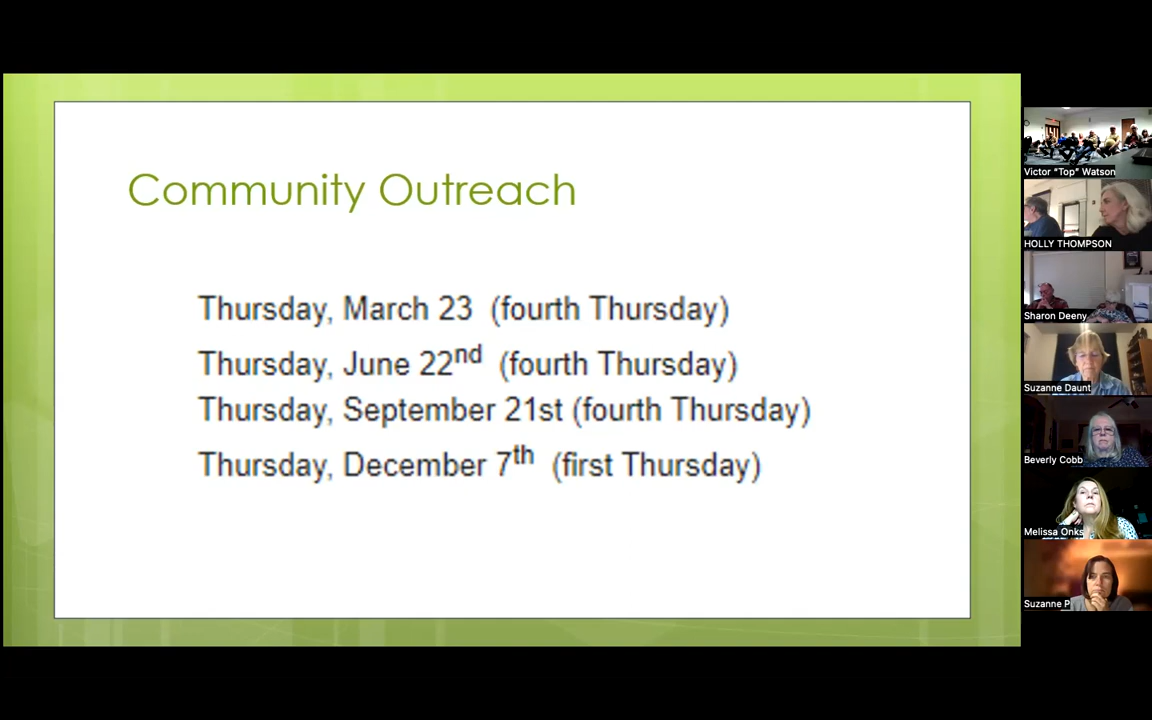 Community Outreach
Thursday, March 23 (fourth Thursday)
Thursday, June 22nd (fourth Thursday)
Thursday, September 21st (fourth Thursday)
Thursday, December 7th (first Thursday)
Victor "Top" Watson
HOLLY THOMPSON
Sharon Deeny
Suzanne Daunt
Beverly Cobb
Melissa Onks
Suzanne P